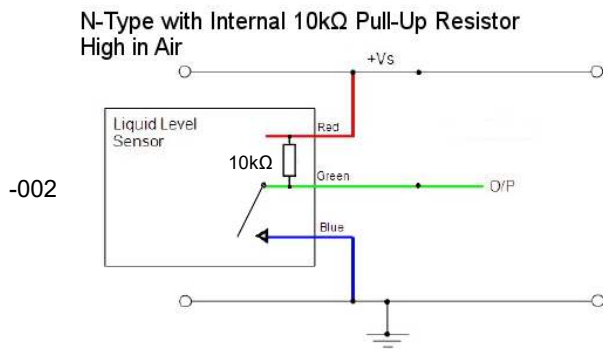 N-Type with Internal 10kΩ Pull-Up Resistor
High in Air
+Vs
Liquid Level
Sensor
Red
10kΩ
Green
-002
O/P
Blue